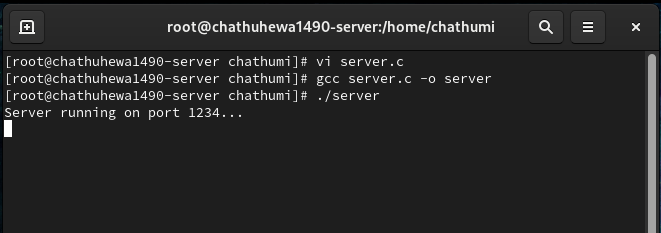 root@chathuhewa1490-server:/home/chathumi
[root@chathuhewa1490-server chathumi]# vi server.c
[root@chathuhewa1490-server chathumi]# gcc server.c -o server
[root@chathuhewa1490-server chathumi]# ./server
Server running on port 1234...